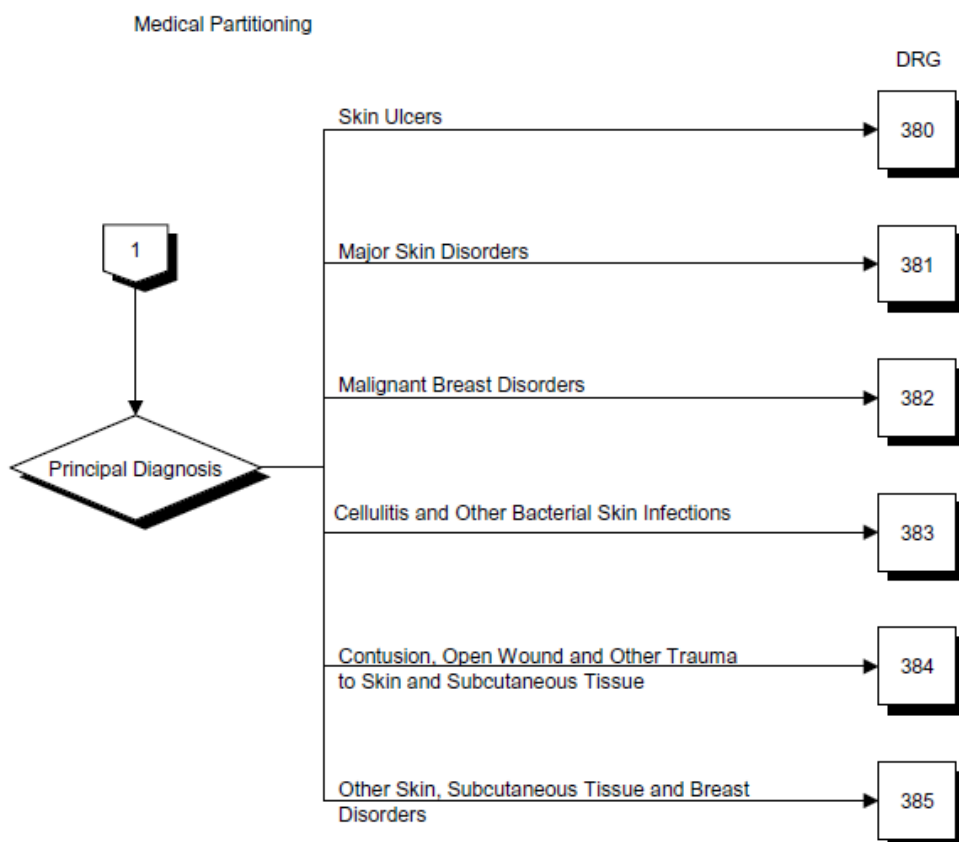 Medical Partitioning
DRG
Skin Ulcers
380
1
Major Skin Disorders
381
Malignant Breast Disorders
382
Principal Diagnosis
Cellulitis and Other Bacterial Skin Infections
383
Contusion, Open Wound and Other Trauma
to Skin and Subcutaneous Tissue
384
Other Skin, Subcutaneous Tissue and Breast
Disorders
385